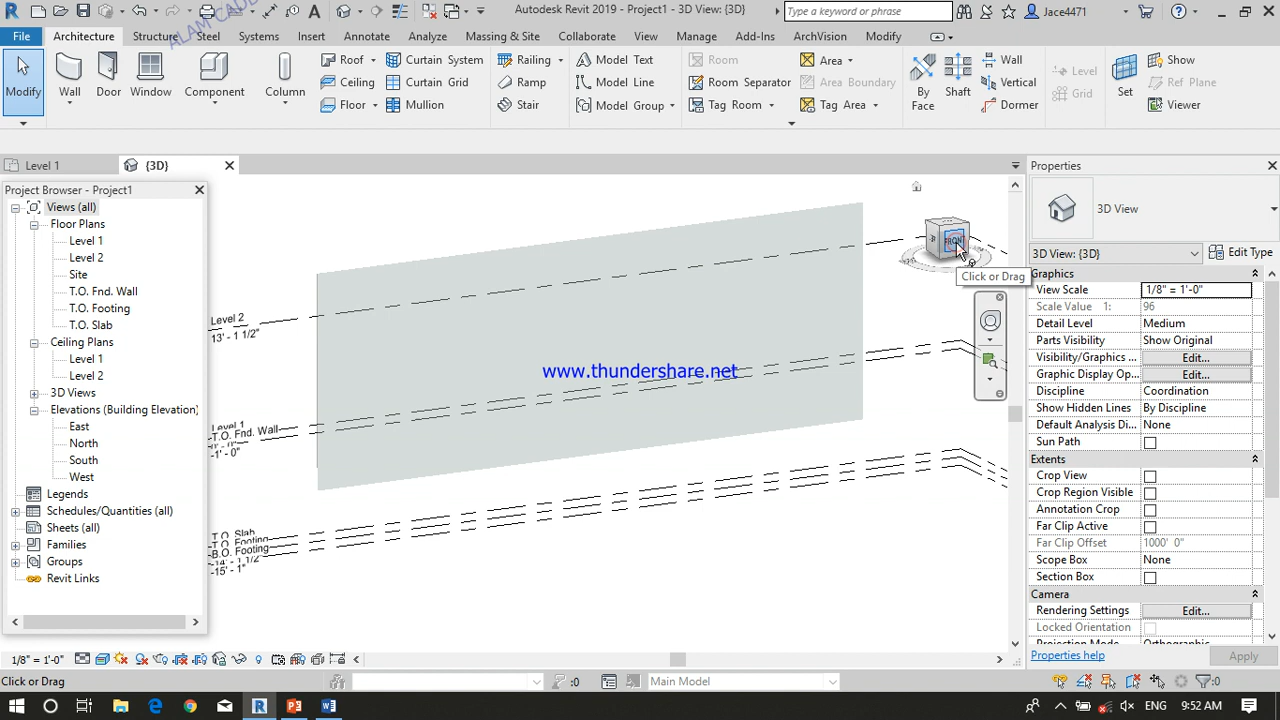 Autodesk Revit 2019 - Project1 - 3D View: {3D}
Type a keyword or phrase
Jace4471
File
Architecture
Structure
Steel
Systems
Insert
Annotate
Analyze
Massing & Site
Collaborate
View
Manage
Add-Ins
ArchVision
Modify
Modify
Wall
Door
Window
Component
Column
Roof
Ceiling
Floor
Curtain System
Curtain Grid
Mullion
Railing
Ramp
Stair
Model Text
Model Line
Model Group
Room
Room Separator
Tag Room
Area
Area Boundary
Tag Area
By
Face
Shaft
Wall
Vertical
Dormer
Level
Grid
Set
Show
Ref Plane
Viewer
Level 1
{3D}
Project Browser - Project1
Views (all)
Floor Plans
Level 1
Level 2
Site
T.O. Fnd. Wall
T.O. Footing
T.O. Slab
Ceiling Plans
Level 1
Level 2
3D Views
Elevations (Building Elevation)
East
North
South
West
Legends
Schedules/Quantities (all)
Sheets (all)
Families
Groups
Revit Links
Level 2
13' - 1 1/2"
Level 1
T.O. Fnd. Wall
-1' - 0"
T.O. Slab
T.O. Footing
B.O. Footing
-14' - 1 1/2"
-15' - 1"
www.thundershare.net
FRONT
Click or Drag
Properties
3D View
3D View: {3D}
Edit Type
Graphics
View Scale
1/8" = 1'-0"
Scale Value 1:
96
Detail Level
Medium
Parts Visibility
Show Original
Visibility/Graphics ...
Edit...
Graphic Display Op...
Edit...
Discipline
Coordination
Show Hidden Lines
By Discipline
Default Analysis Di...
None
Sun Path
Extents
Crop View
Crop Region Visible
Annotation Crop
Far Clip Active
Far Clip Offset
1000' 0"
Scope Box
None
Section Box
Camera
Rendering Settings
Edit...
Locked Orientation
Projection Mode
Orthographic
Properties help
Apply
1/8" = 1'-0"
Click or Drag
:0
Main Model
:0
ENG
9:52 AM